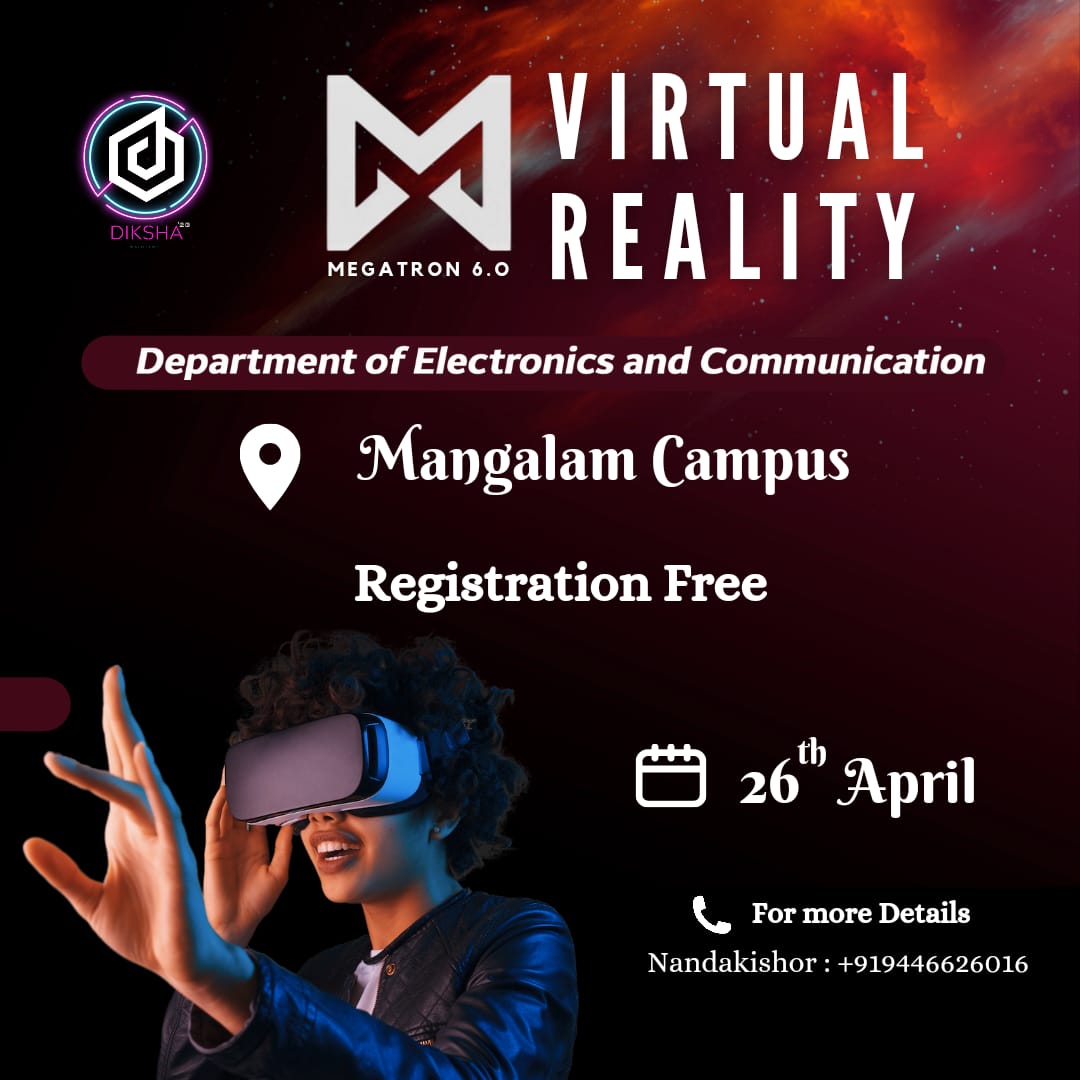 DIKSHA'23
MEGATRON 6.0
VIRTUAL
REALITY
Department of Electronics and Communication
Mangalam Campus
Registration Free
26th April
For more Details
Nandakishor : +919446626016